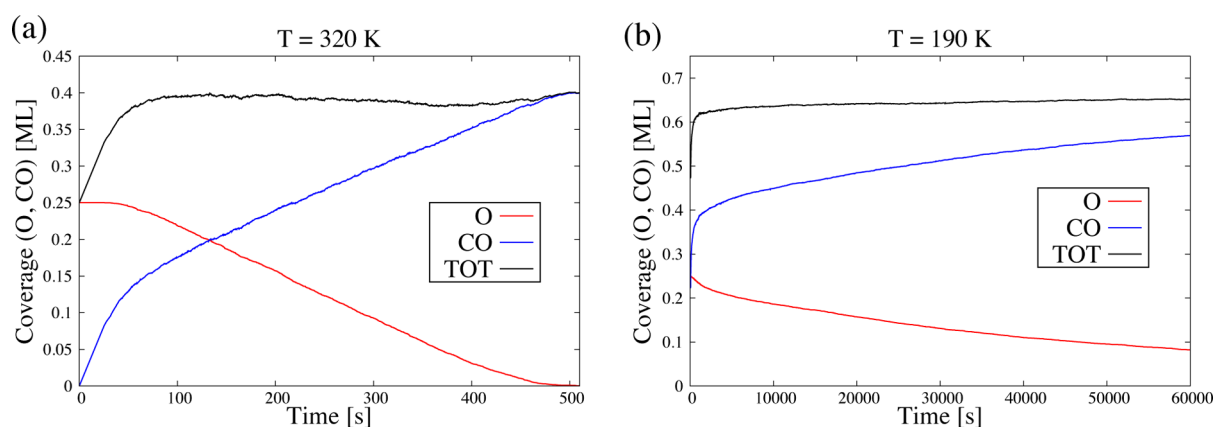 (a)
T = 320 K
Coverage (O, CO) [ML]
0.45
0.4
0.35
0.3
0.25
0.2
0.15
0.1
0.05
0
O
CO
TOT
0 100 200 300 400 500
Time [s]
(b)
T = 190 K
Coverage (O, CO) [ML]
0.7
0.6
0.5
0.4
0.3
0.2
0.1
0
O
CO
TOT
0 10000 20000 30000 40000 50000 60000
Time [s]